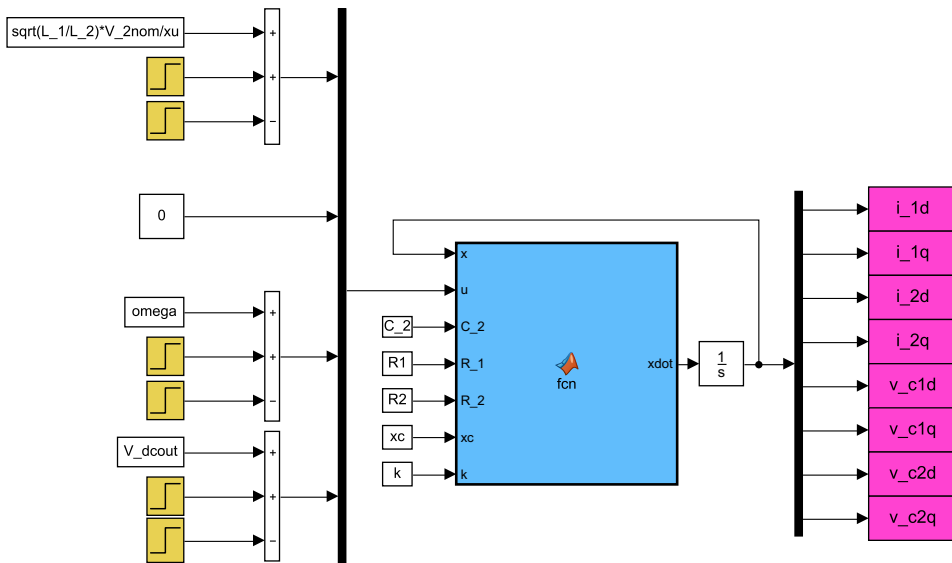 sqrt(L_1/L_2)*V_2nom/xu
+
+
−
0
omega
+
+
−
V_dcout
+
+
−
C_2
R1
R2
xc
k
x
u
C_2
R_1
R_2
xc
k
fcn
xdot
1
s
i_1d
i_1q
i_2d
i_2q
v_c1d
v_c1q
v_c2d
v_c2q